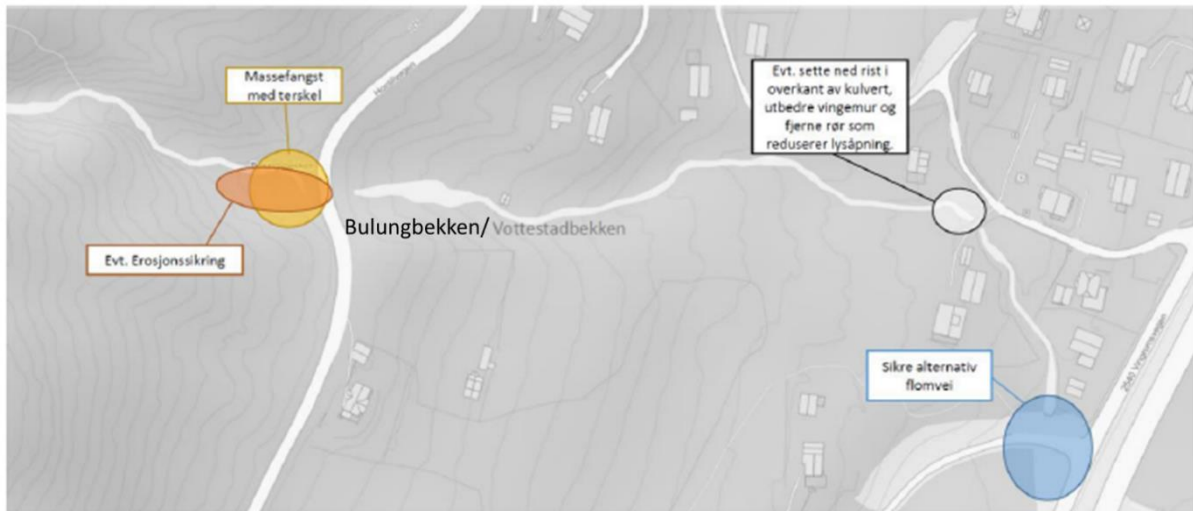 Massefangst
med terskel
Evt. sette ned rist i
overkant av kulvert,
utbedre vingemur og
fjerne rør som
reduserer lysåpning.
Bulungbekken/ Vottestadbekken
Evt. Erosjonssikring
Sikre alternativ
flomvei